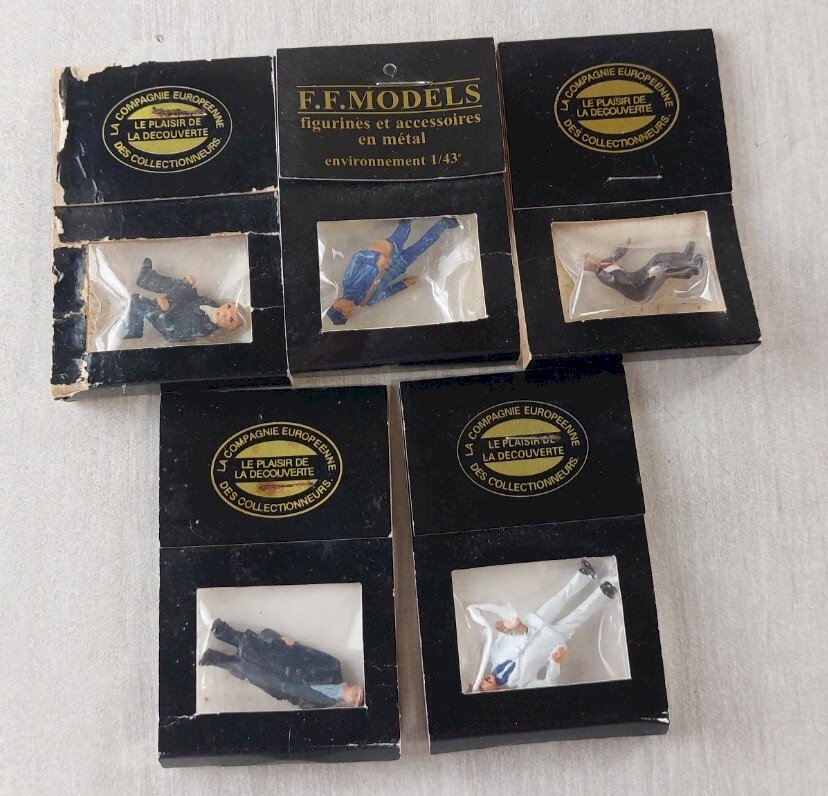 LA COMPAGNIE EUROPEENNE
LE PLAISIR DE
LA DECOUVERTE
DES COLLECTIONNEURS.
F.F.MODELS
figurines et accessoires
en métal
environnement 1/43e
LA COMPAGNIE EUROPEENNE
LE PLAISIR DE
LA DECOUVERTE
DES COLLECTIONNEURS.
LA COMPAGNIE EUROPEENNE
LE PLAISIR DE
LA DECOUVERTE
DES COLLECTIONNEURS.
LA COMPAGNIE EUROPEENNE
LE PLAISIR DE
LA DECOUVERTE
DES COLLECTIONNEURS.